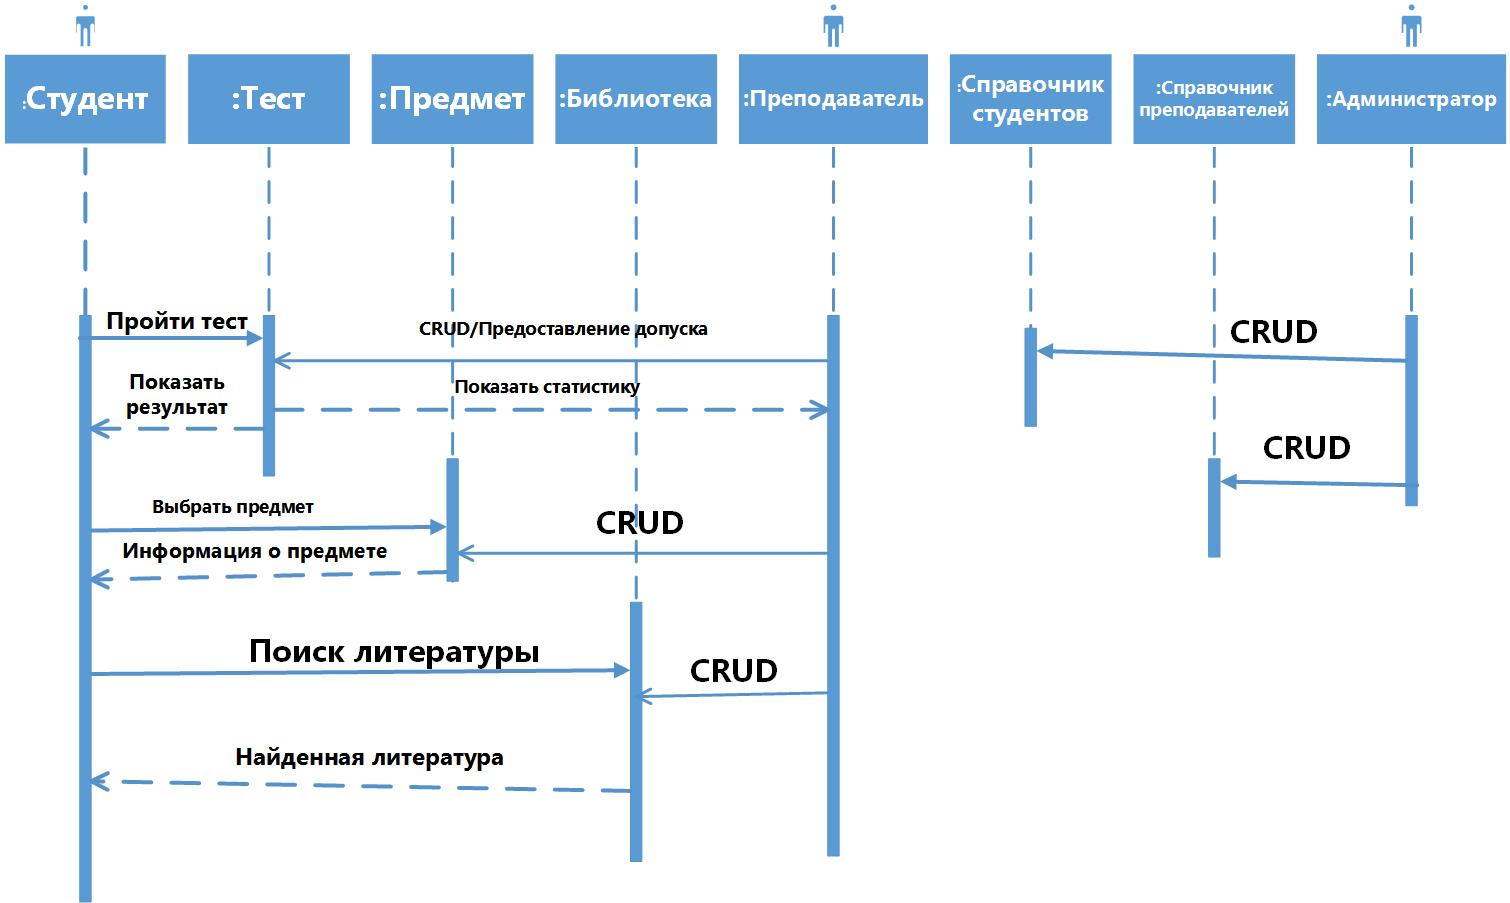 :Студент
:Тест
:Предмет
:Библиотека
:Преподаватель
:Справочник
студентов
:Справочник
преподавателей
:Администратор
Пройти тест
CRUD/Предоставление допуска
CRUD
Показать
результат
Показать статистику
CRUD
Выбрать предмет
CRUD
Информация о предмете
Поиск литературы
CRUD
Найденная литература